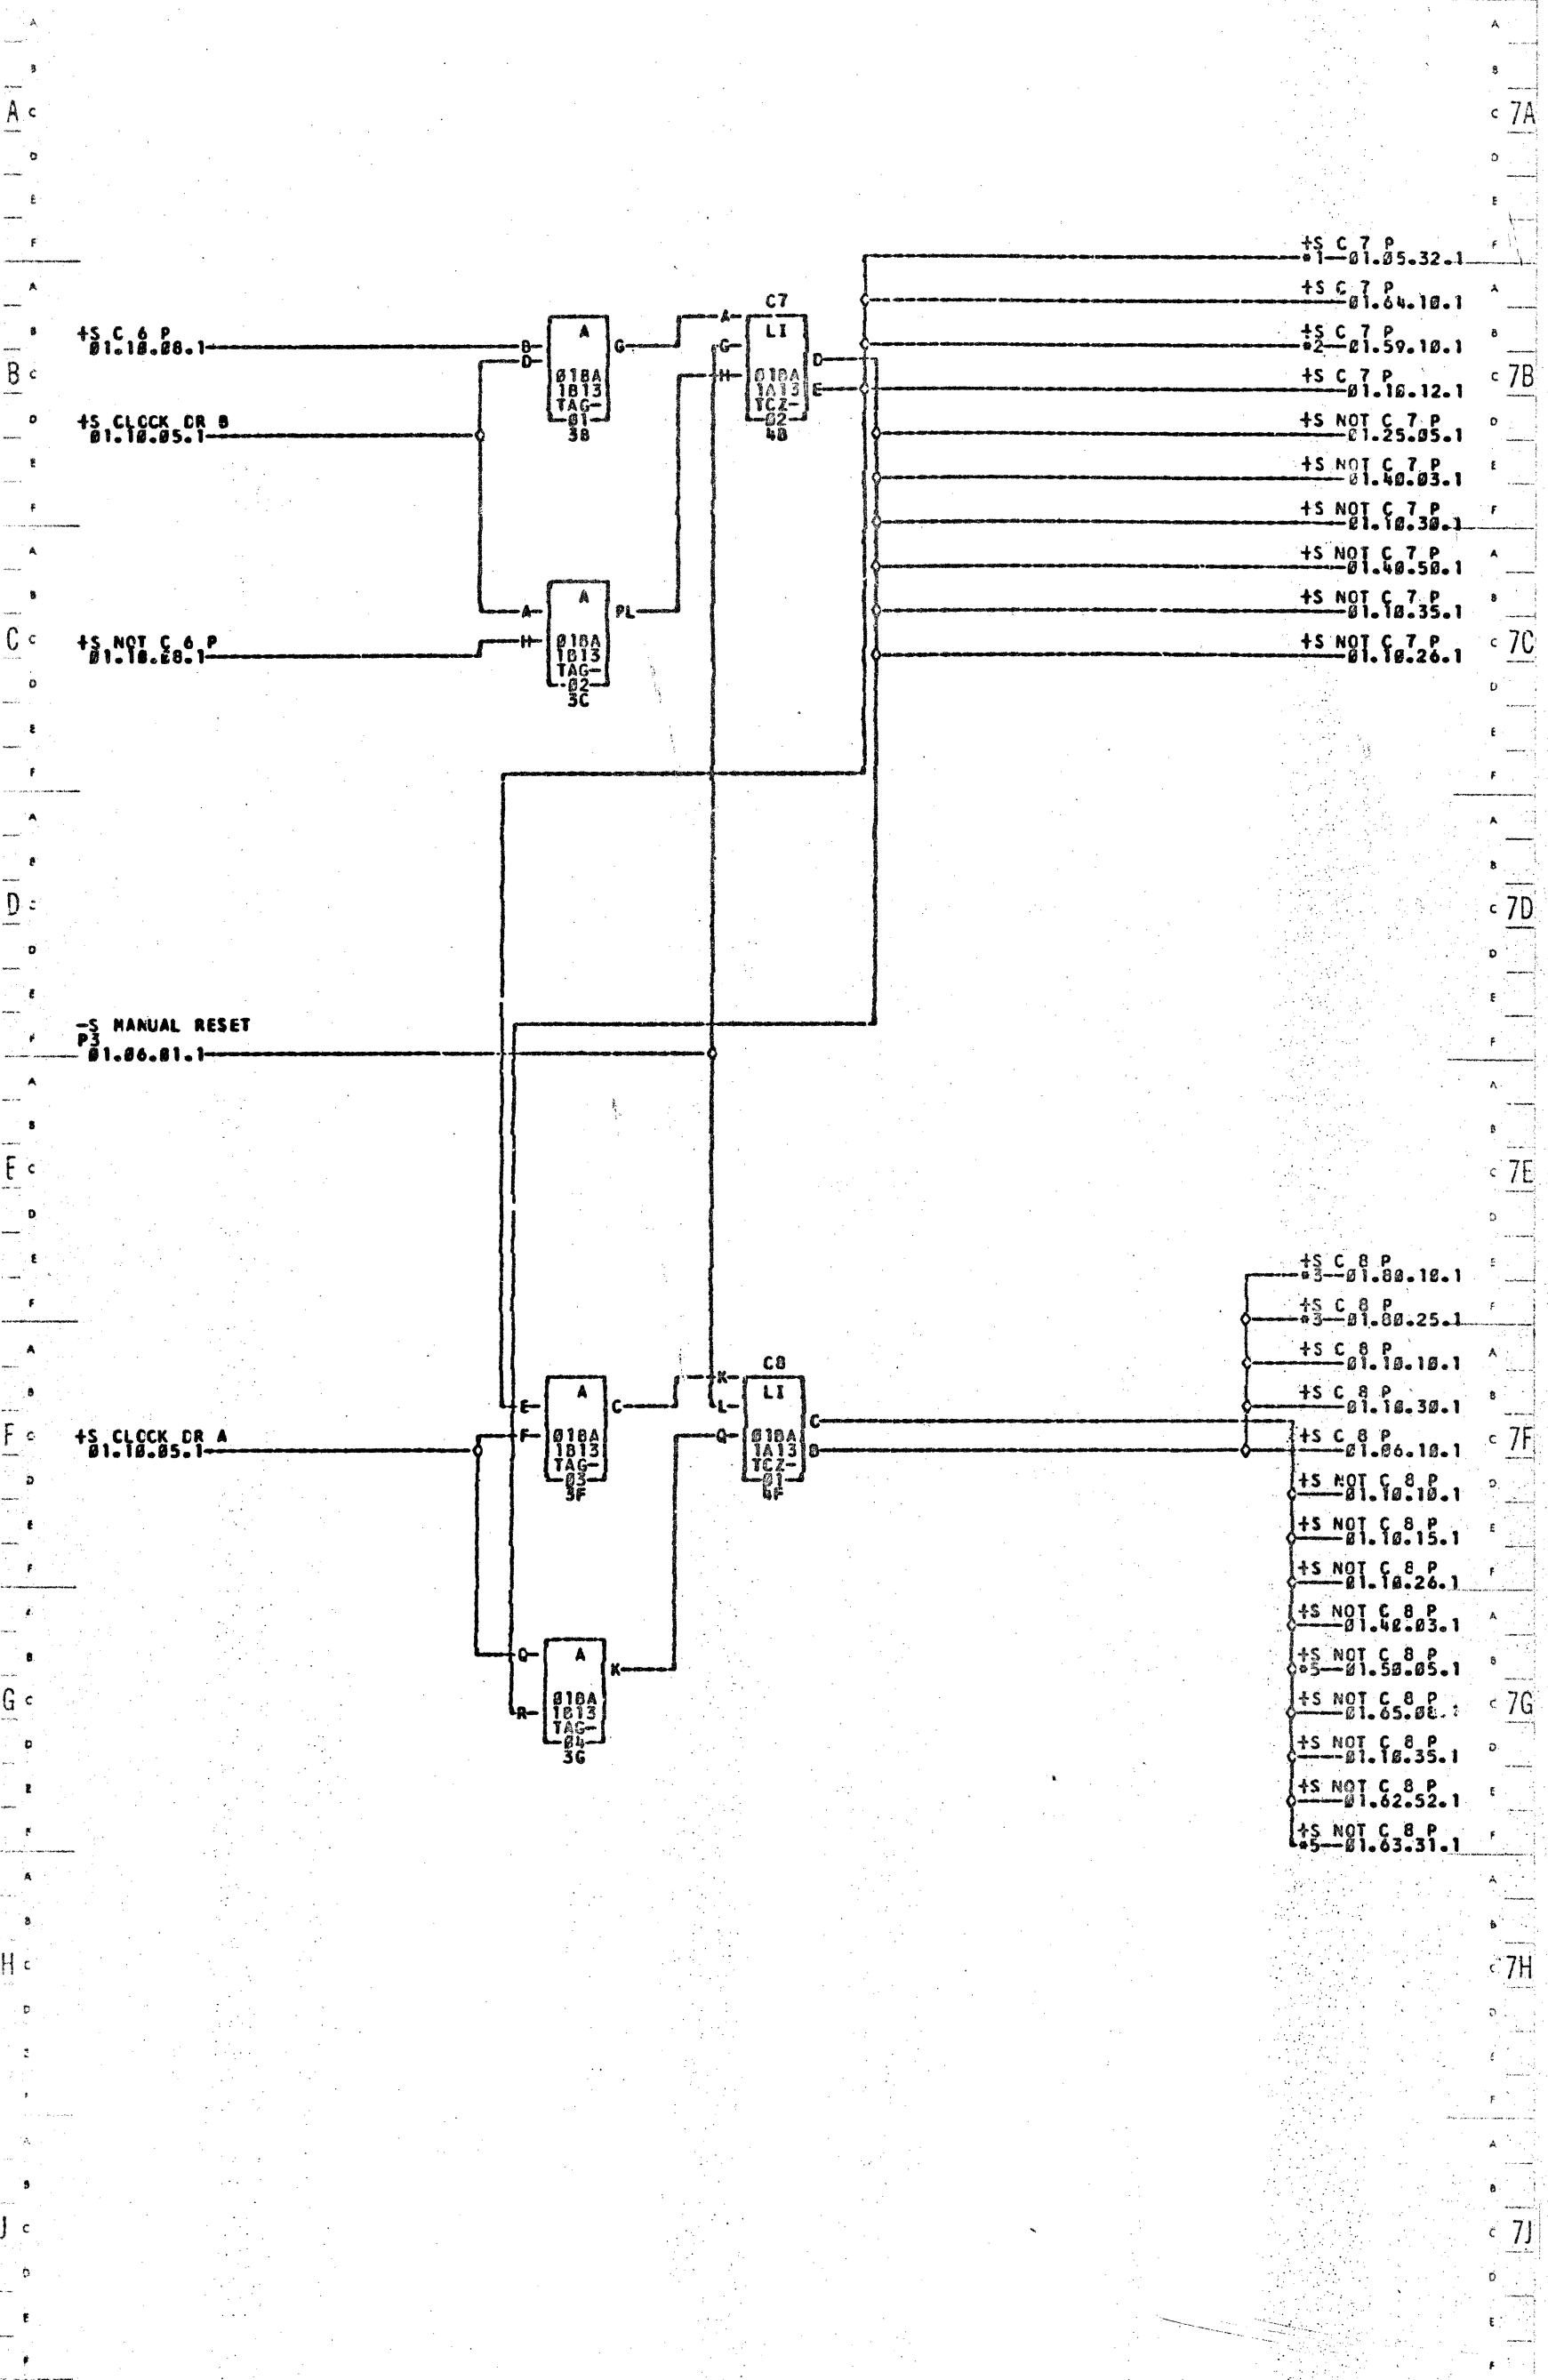 +S C 7 P
*1—01.05.32.1
+S C 7 P
01.64.10.1
+S C 7 P
*2—01.59.10.1
+S C 7 P
01.10.12.1
+S NOT C 7 P
01.25.05.1
+S NOT C 7 P
01.40.03.1
+S NOT C 7 P
01.10.30.1
+S NOT C 7 P
01.40.50.1
+S NOT C 7 P
01.10.35.1
+S NOT C 7 P
01.10.26.1
+S C 6 P
01.10.08.1
+S CLOCK DR B
01.10.05.1
+S NOT C 6 P
01.10.08.1
B
D
A
G
01BA
1B13
TAG-
01
3B
C7
A
G
H
LI
D
E
01BA
1A13
TCZ-
02
4B
A
H
A
PL
01BA
1B13
TAG-
02
3C
-S MANUAL RESET
P3
01.06.01.1
+S CLOCK DR A
01.10.05.1
E
F
A
C
01BA
1B13
TAG-
03
3F
C8
K
L
Q
LI
C
B
01BA
1A13
TCZ-
01
4F
Q
R
A
K
01BA
1B13
TAG-
04
3G
+S C 8 P
*3—01.80.10.1
+S C 8 P
*3—01.80.25.1
+S C 8 P
01.10.10.1
+S C 8 P
01.10.30.1
+S C 8 P
01.06.10.1
+S NOT C 8 P
01.10.10.1
+S NOT C 8 P
01.10.15.1
+S NOT C 8 P
01.10.26.1
+S NOT C 8 P
01.40.03.1
+S NOT C 8 P
*5—01.50.05.1
+S NOT C 8 P
+S NOT C 8 P
01.10.35.1
+S NOT C 8 P
01.62.52.1
+S NOT C 8 P
*5—01.63.31.1
7A
7B
7C
7D
7E
7F
7G
7H
7J